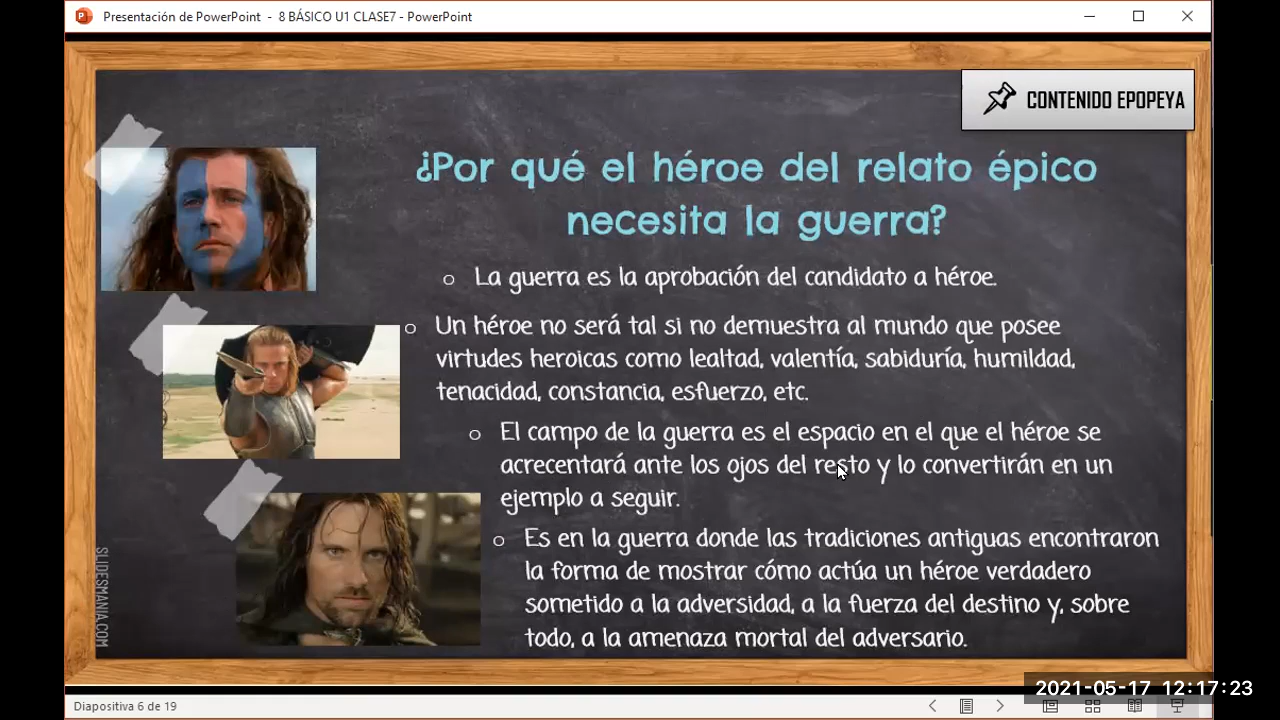 Presentación de PowerPoint - 8 BÁSICO U1 CLASE7 - PowerPoint
CONTENIDO EPOPEYA
¿Por qué el héroe del relato épico
necesita la guerra?
La guerra es la aprobación del candidato a héroe.
Un héroe no será tal si no demuestra al mundo que posee
virtudes heroicas como lealtad, valentía, sabiduría, humildad,
tenacidad, constancia, esfuerzo, etc.
El campo de la guerra es el espacio en el que el héroe se
acrecentará ante los ojos del resto y lo convertirán en un
ejemplo a seguir.
Es en la guerra donde las tradiciones antiguas encontraron
la forma de mostrar cómo actúa un héroe verdadero
sometido a la adversidad, a la fuerza del destino y, sobre
todo, a la amenaza mortal del adversario.
SLIDESMANIA.COM
2021-05-17 12:17:23
Diapositiva 6 de 19